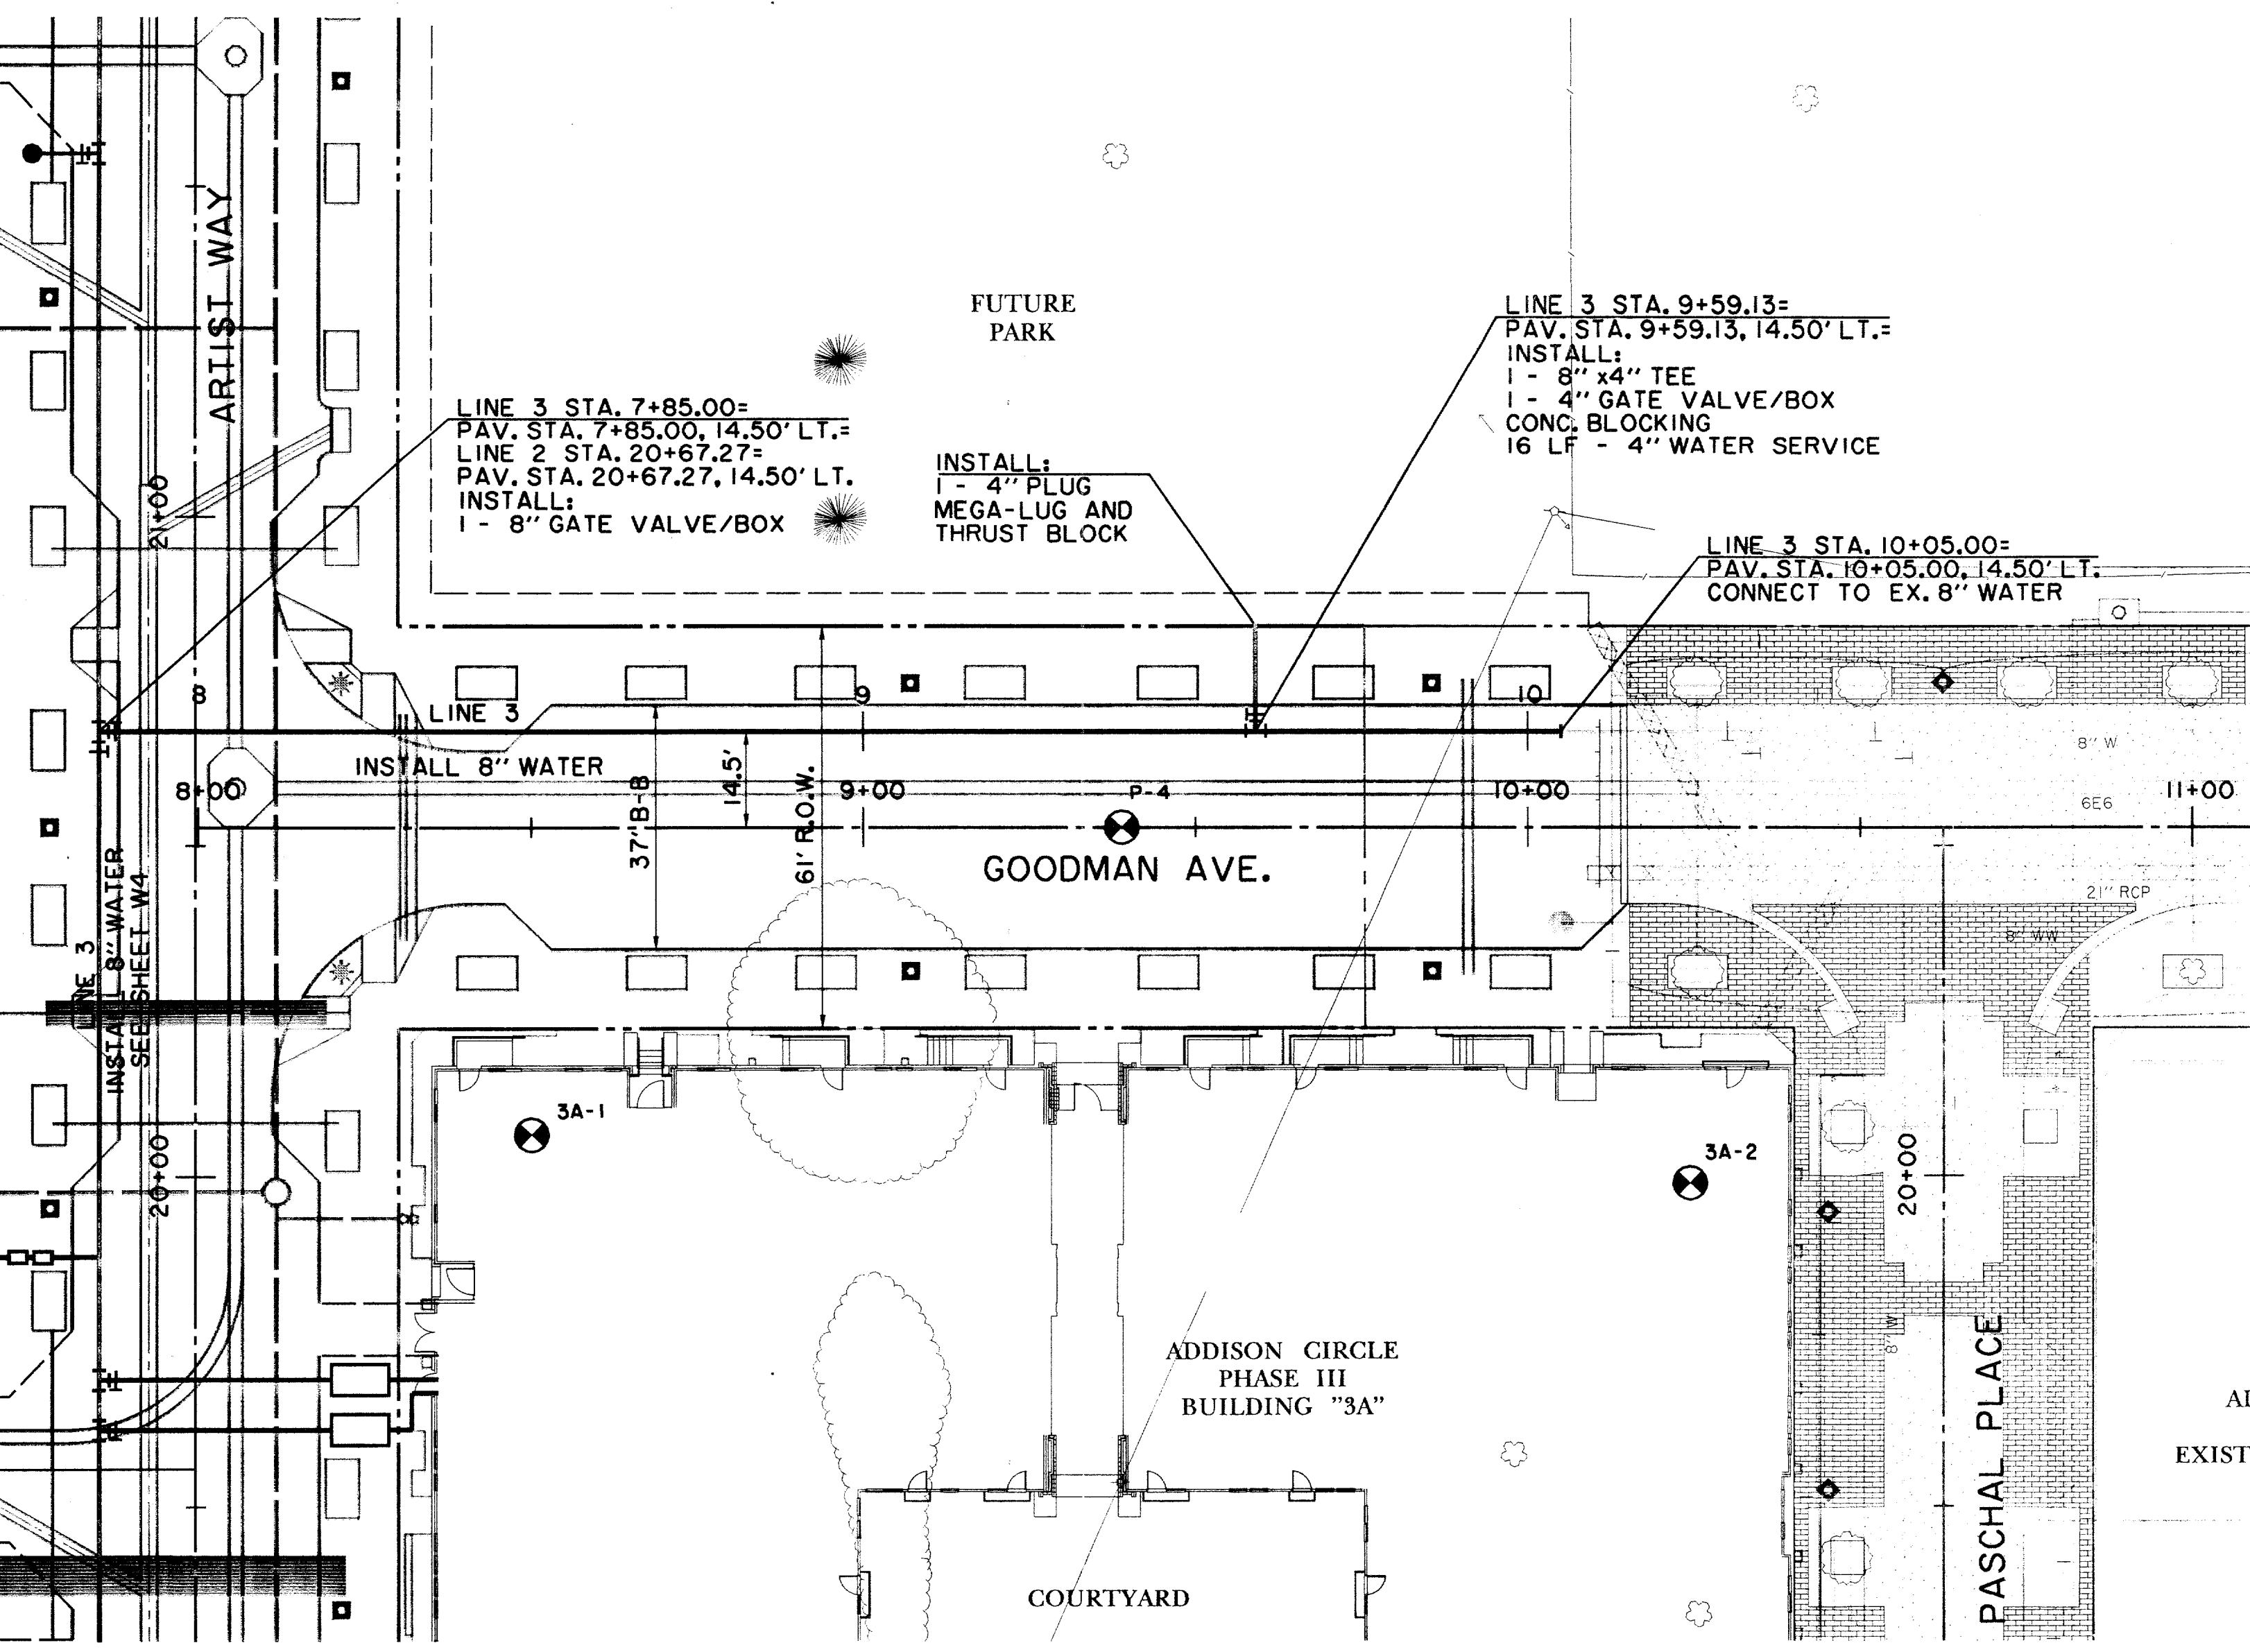 ARTIST WAY
21+00
20+00
FUTURE
PARK
LINE 3 STA. 7+85.00=
PAV. STA. 7+85.00, 14.50' LT.=
LINE 2 STA. 20+67.27=
PAV. STA. 20+67.27, 14.50' LT.
INSTALL:
1 - 8" GATE VALVE/BOX
INSTALL:
1 - 4" PLUG
MEGA-LUG AND
THRUST BLOCK
LINE 3 STA. 9+59.13=
PAV. STA. 9+59.13, 14.50' LT.=
INSTALL:
1 - 8" x4" TEE
1 - 4" GATE VALVE/BOX
CONC. BLOCKING
16 LF - 4" WATER SERVICE
LINE 3 STA. 10+05.00=
PAV. STA. 10+05.00, 14.50' LT.
CONNECT TO EX. 8" WATER
8
9
10
LINE 3
INSTALL 8" WATER
14.5'
37' B-B
61' R.O.W.
8+00
9+00
P-4
10+00
11+00
8" W
6E6
21" RCP
8" WW
GOODMAN AVE.
LINE 3
INSTALL 8" WATER
SEE SHEET W4
3A-1
3A-2
20+00
8" W
PASCHAL PLACE
ADDISON CIRCLE
PHASE III
BUILDING "3A"
COURTYARD
EXIST